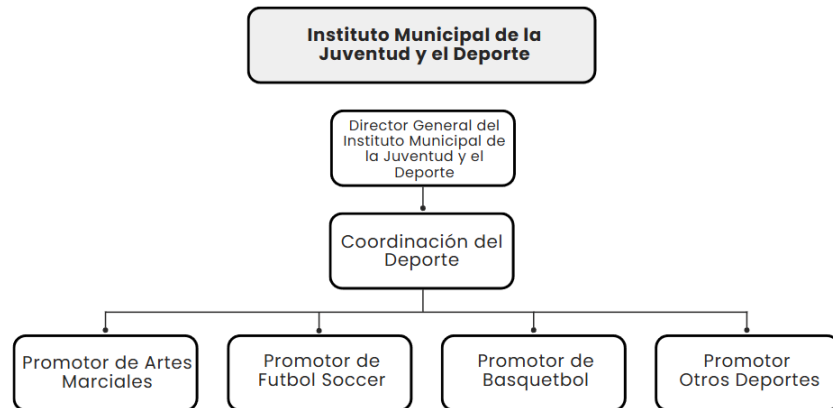 Instituto Municipal de la
Juventud y el Deporte
Director General del
Instituto Municipal de
la Juventud y el
Deporte
Coordinación del
Deporte
Promotor de Artes
Marciales
Promotor de
Futbol Soccer
Promotor de
Basquetbol
Promotor
Otros Deportes